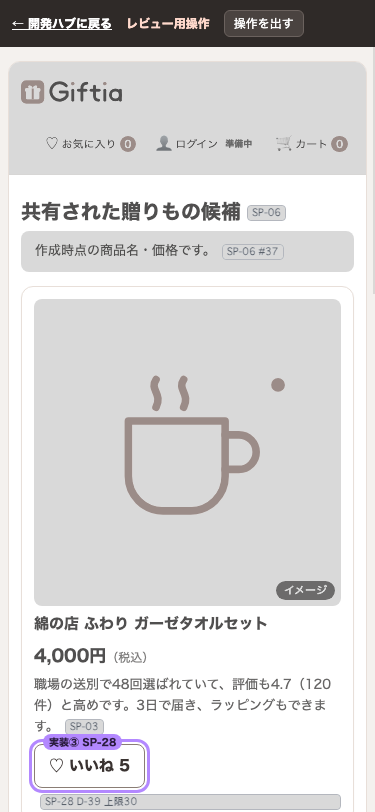 ← 開発ハブに戻る レビュー用操作 操作を出す
Giftia
♡ お気に入り 0 ログイン 準備中 カート 0
共有された贈りもの候補 SP-06
作成時点の商品名・価格です。 SP-06 #37
イメージ
綿の店 ふわり ガーゼタオルセット
4,000円（税込）
職場の送別で48回選ばれていて、評価も4.7（120
件）と高めです。3日で届き、ラッピングもできま
す。 SP-03
実装③ SP-28
♡ いいね 5
SP-28 D-39 上限30